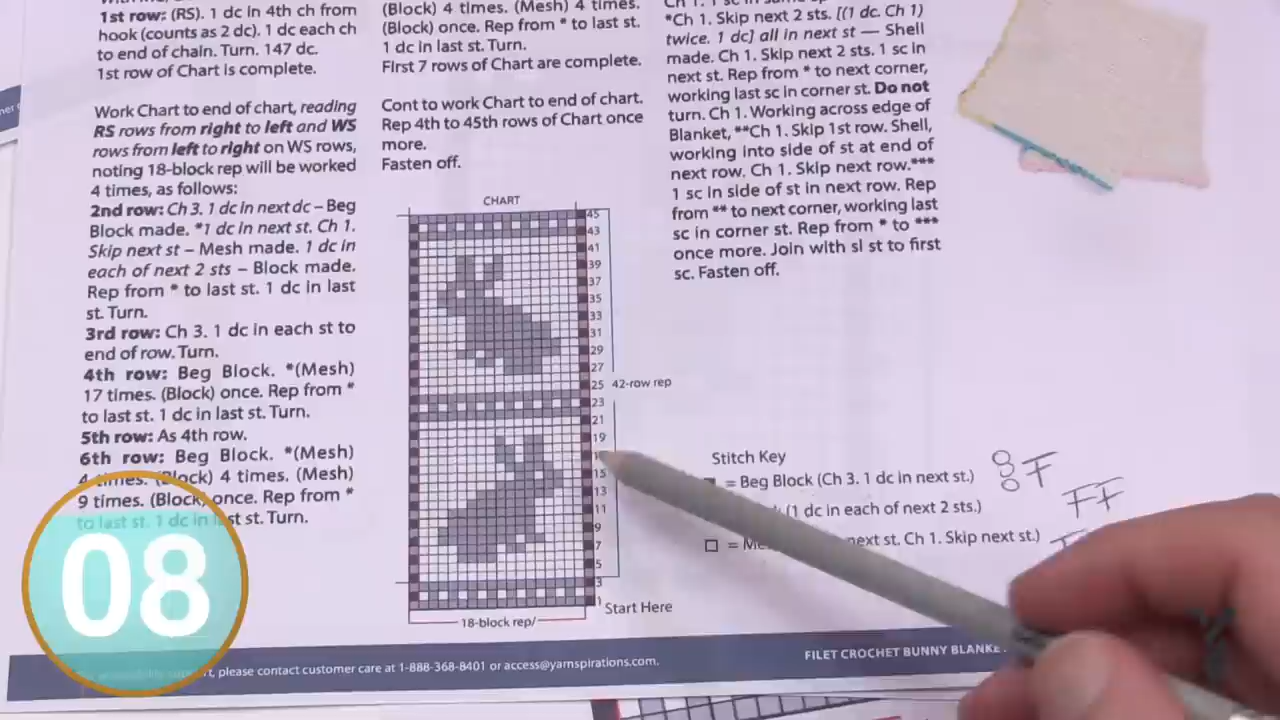 1st row: (RS). 1 dc in 4th ch from
hook (counts as 2 dc). 1 dc each ch
to end of chain. Turn. 147 dc.
1st row of Chart is complete.
Work Chart to end of chart, reading
RS rows from right to left and WS
rows from left to right on WS rows,
noting 18-block rep will be worked
4 times, as follows:
2nd row: Ch 3. 1 dc in next dc – Beg
Block made. *1 dc in next st. Ch 1.
Skip next st – Mesh made. 1 dc in
each of next 2 sts – Block made.
Rep from * to last st. 1 dc in last
st. Turn.
3rd row: Ch 3. 1 dc in each st to
end of row. Turn.
4th row: Beg Block. *(Mesh)
17 times. (Block) once. Rep from *
to last st. 1 dc in last st. Turn.
5th row: As 4th row.
6th row: Beg Block. *(Mesh)
4 times. (Block) 4 times. (Mesh)
9 times. (Block) once. Rep from *
to last st. 1 dc in last st. Turn.
08
(Block) 4 times. (Mesh) 4 times.
(Block) once. Rep from * to last st.
1 dc in last st. Turn.
First 7 rows of Chart are complete.
Cont to work Chart to end of chart.
Rep 4th to 45th rows of Chart once
more.
Fasten off.
CHART
45
43
41
39
37
35
33
31
29
27
25 42-row rep
23
21
19
15
13
11
9
7
5
3
1
Start Here
18-block rep/
*Ch 1. Skip next 2 sts. [(1 dc. Ch 1)
twice. 1 dc] all in next st — Shell
made. Ch 1. Skip next 2 sts. 1 sc in
next st. Rep from * to next corner,
working last sc in corner st. Do not
turn. Ch 1. Working across edge of
Blanket, **Ch 1. Skip 1st row. Shell,
working into side of st at end of
next row. Ch 1. Skip next row.***
1 sc in side of st in next row. Rep
from ** to next corner, working last
sc in corner st. Rep from * to ***
once more. Join with sl st to first
sc. Fasten off.
Stitch Key
= Beg Block (Ch 3. 1 dc in next st.)
(1 dc in each of next 2 sts.)
= next st. Ch 1. Skip next st.)
please contact customer care at 1-888-368-8401 or access@yarnspirations.com.
FILET CROCHET BUNNY